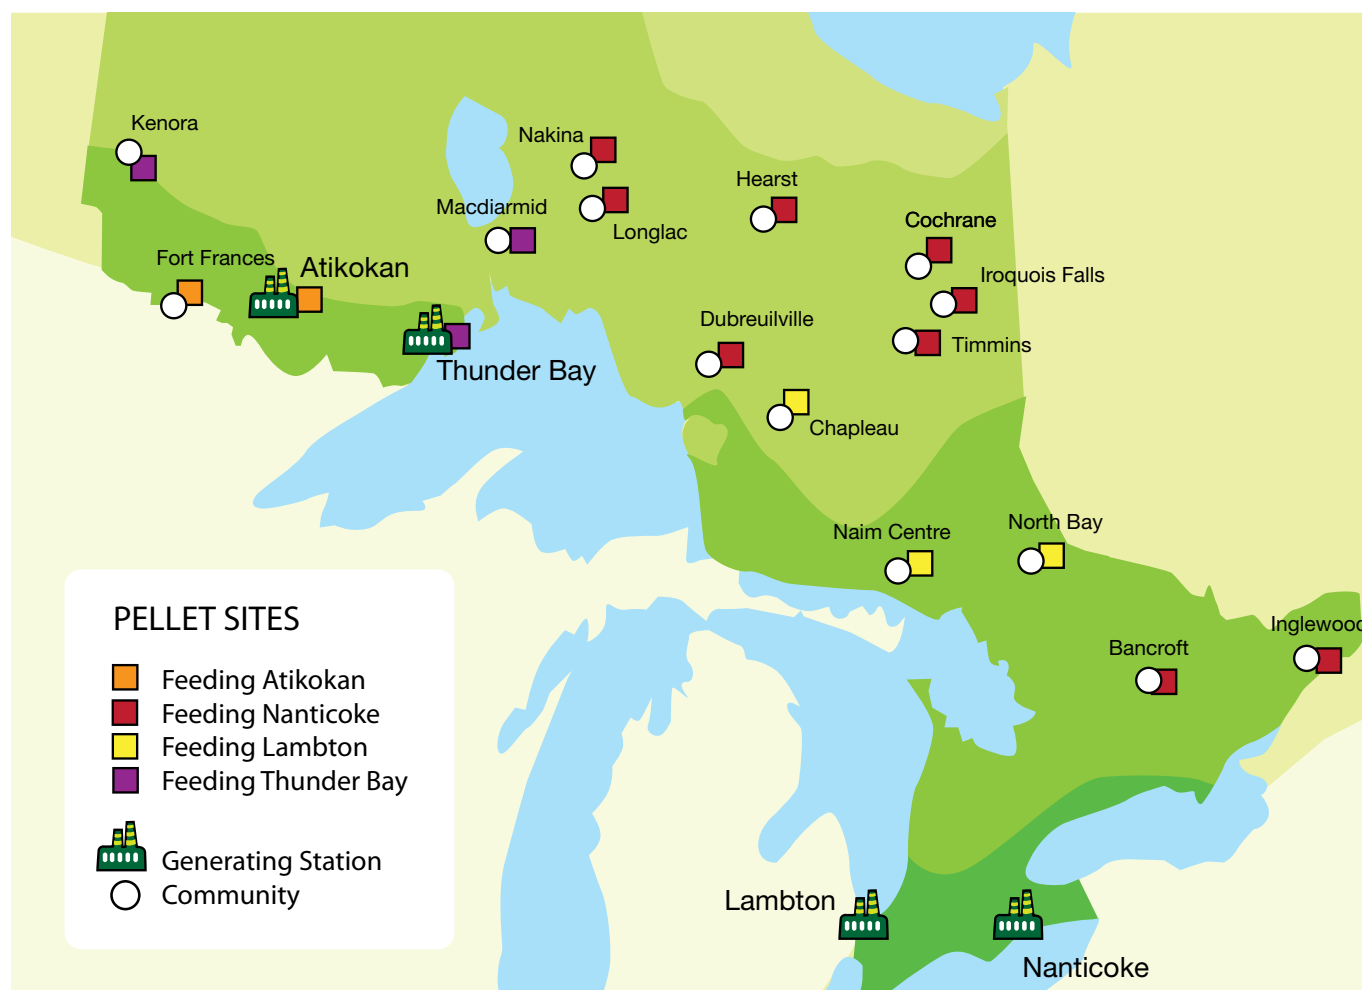 Kenora
Nakina
Hearst
Macdiarmid
Longlac
Cochrane
Fort Frances
Atikokan
Iroquois Falls
Dubreuilville
Timmins
Thunder Bay
Chapleau
Naim Centre
North Bay
Inglewood
Bancroft
PELLET SITES
Feeding Atikokan
Feeding Nanticoke
Feeding Lambton
Feeding Thunder Bay
Generating Station
Community
Lambton
Nanticoke